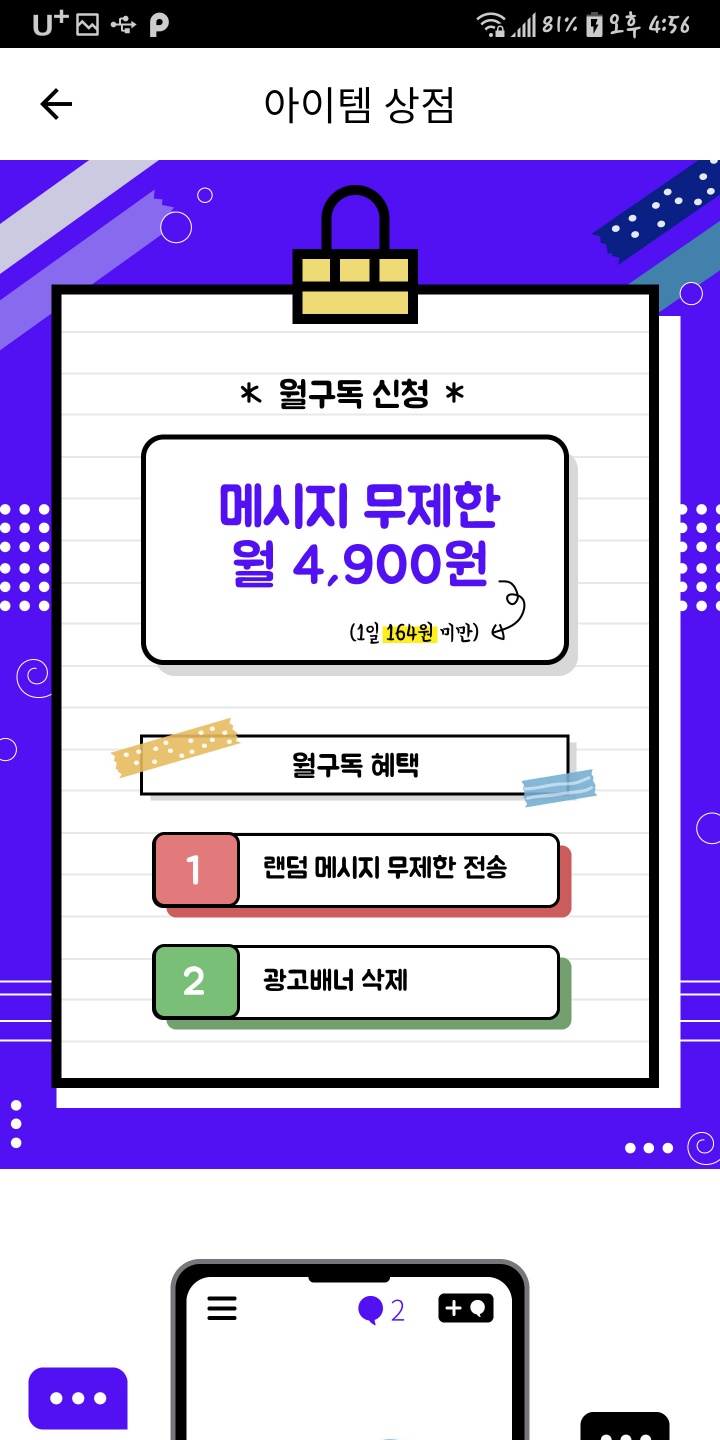 U+ 81% 오후 4:56
아이템 상점
* 월구독 신청 *
메시지 무제한
월 4,900원
(1일 164원 미만)
월구독 혜택
1 랜덤 메시지 무제한 전송
2 광고배너 삭제
2